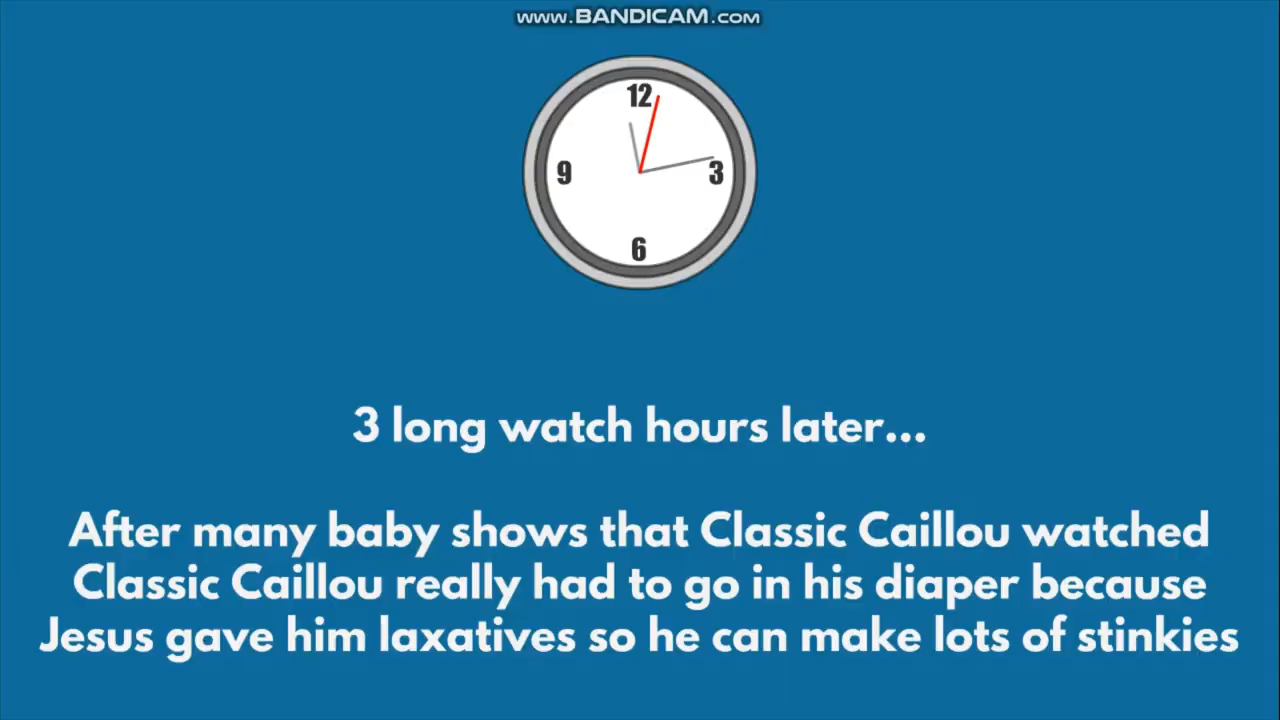 www.BANDICAM.com
12
9
3
6
3 long watch hours later...
After many baby shows that Classic Caillou watched
Classic Caillou really had to go in his diaper because
Jesus gave him laxatives so he can make lots of stinkies